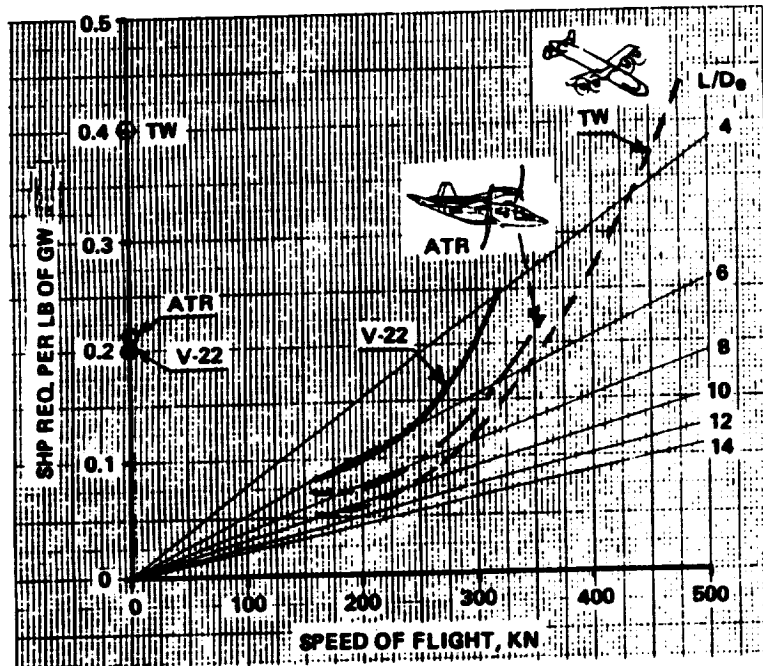 0.5
L/De
TW
4
0.4
TW
SHP REQ. PER LB OF GW
0.3
ATR
6
ATR
V-22
0.2
V-22
8
10
0.1
12
14
0
0
100
200
300
400
500
SPEED OF FLIGHT, KN